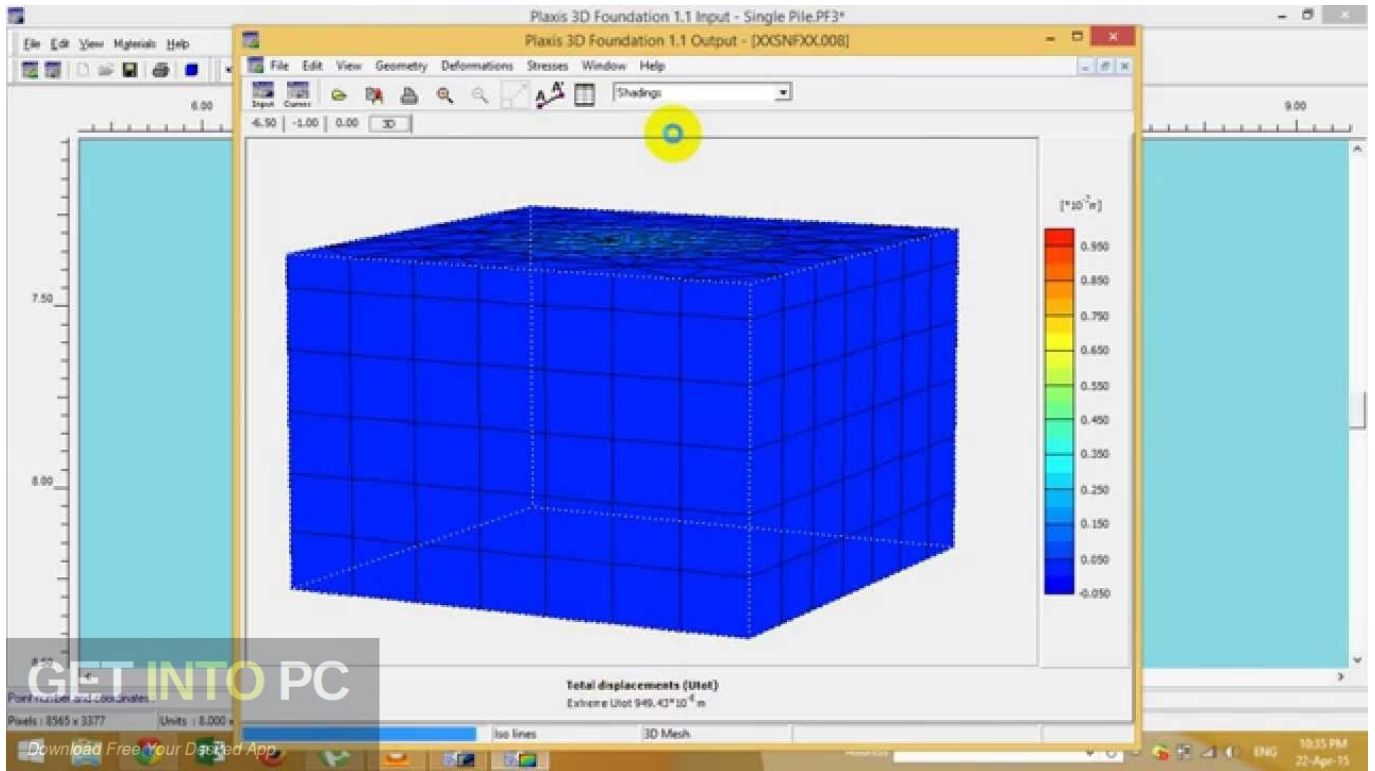 Plaxis 3D Foundation 1.1 Input - Single Pile.PF3*
Plaxis 3D Foundation 1.1 Output - [XXSNFXX.008]
File Edit View Materials Help
File Edit View Geometry Deformations Stresses Window Help
Input Curves
Shadings
-6.50 -1.00 0.00 3D
6.00
9.00
[*10-3m]
0.950
0.850
0.750
0.650
0.550
0.450
0.350
0.250
0.150
0.050
-0.050
7.50
8.00
8.50
GET INTO PC
Download Free Your Desired App
Total displacements (Utot)
Extreme Utot 949.43*10-6 m
Point number and coordinates
Pixels : 8565 x 3377
Units : 8.000 x
Iso lines
3D Mesh
ENG
10:35 PM
22-Apr-15